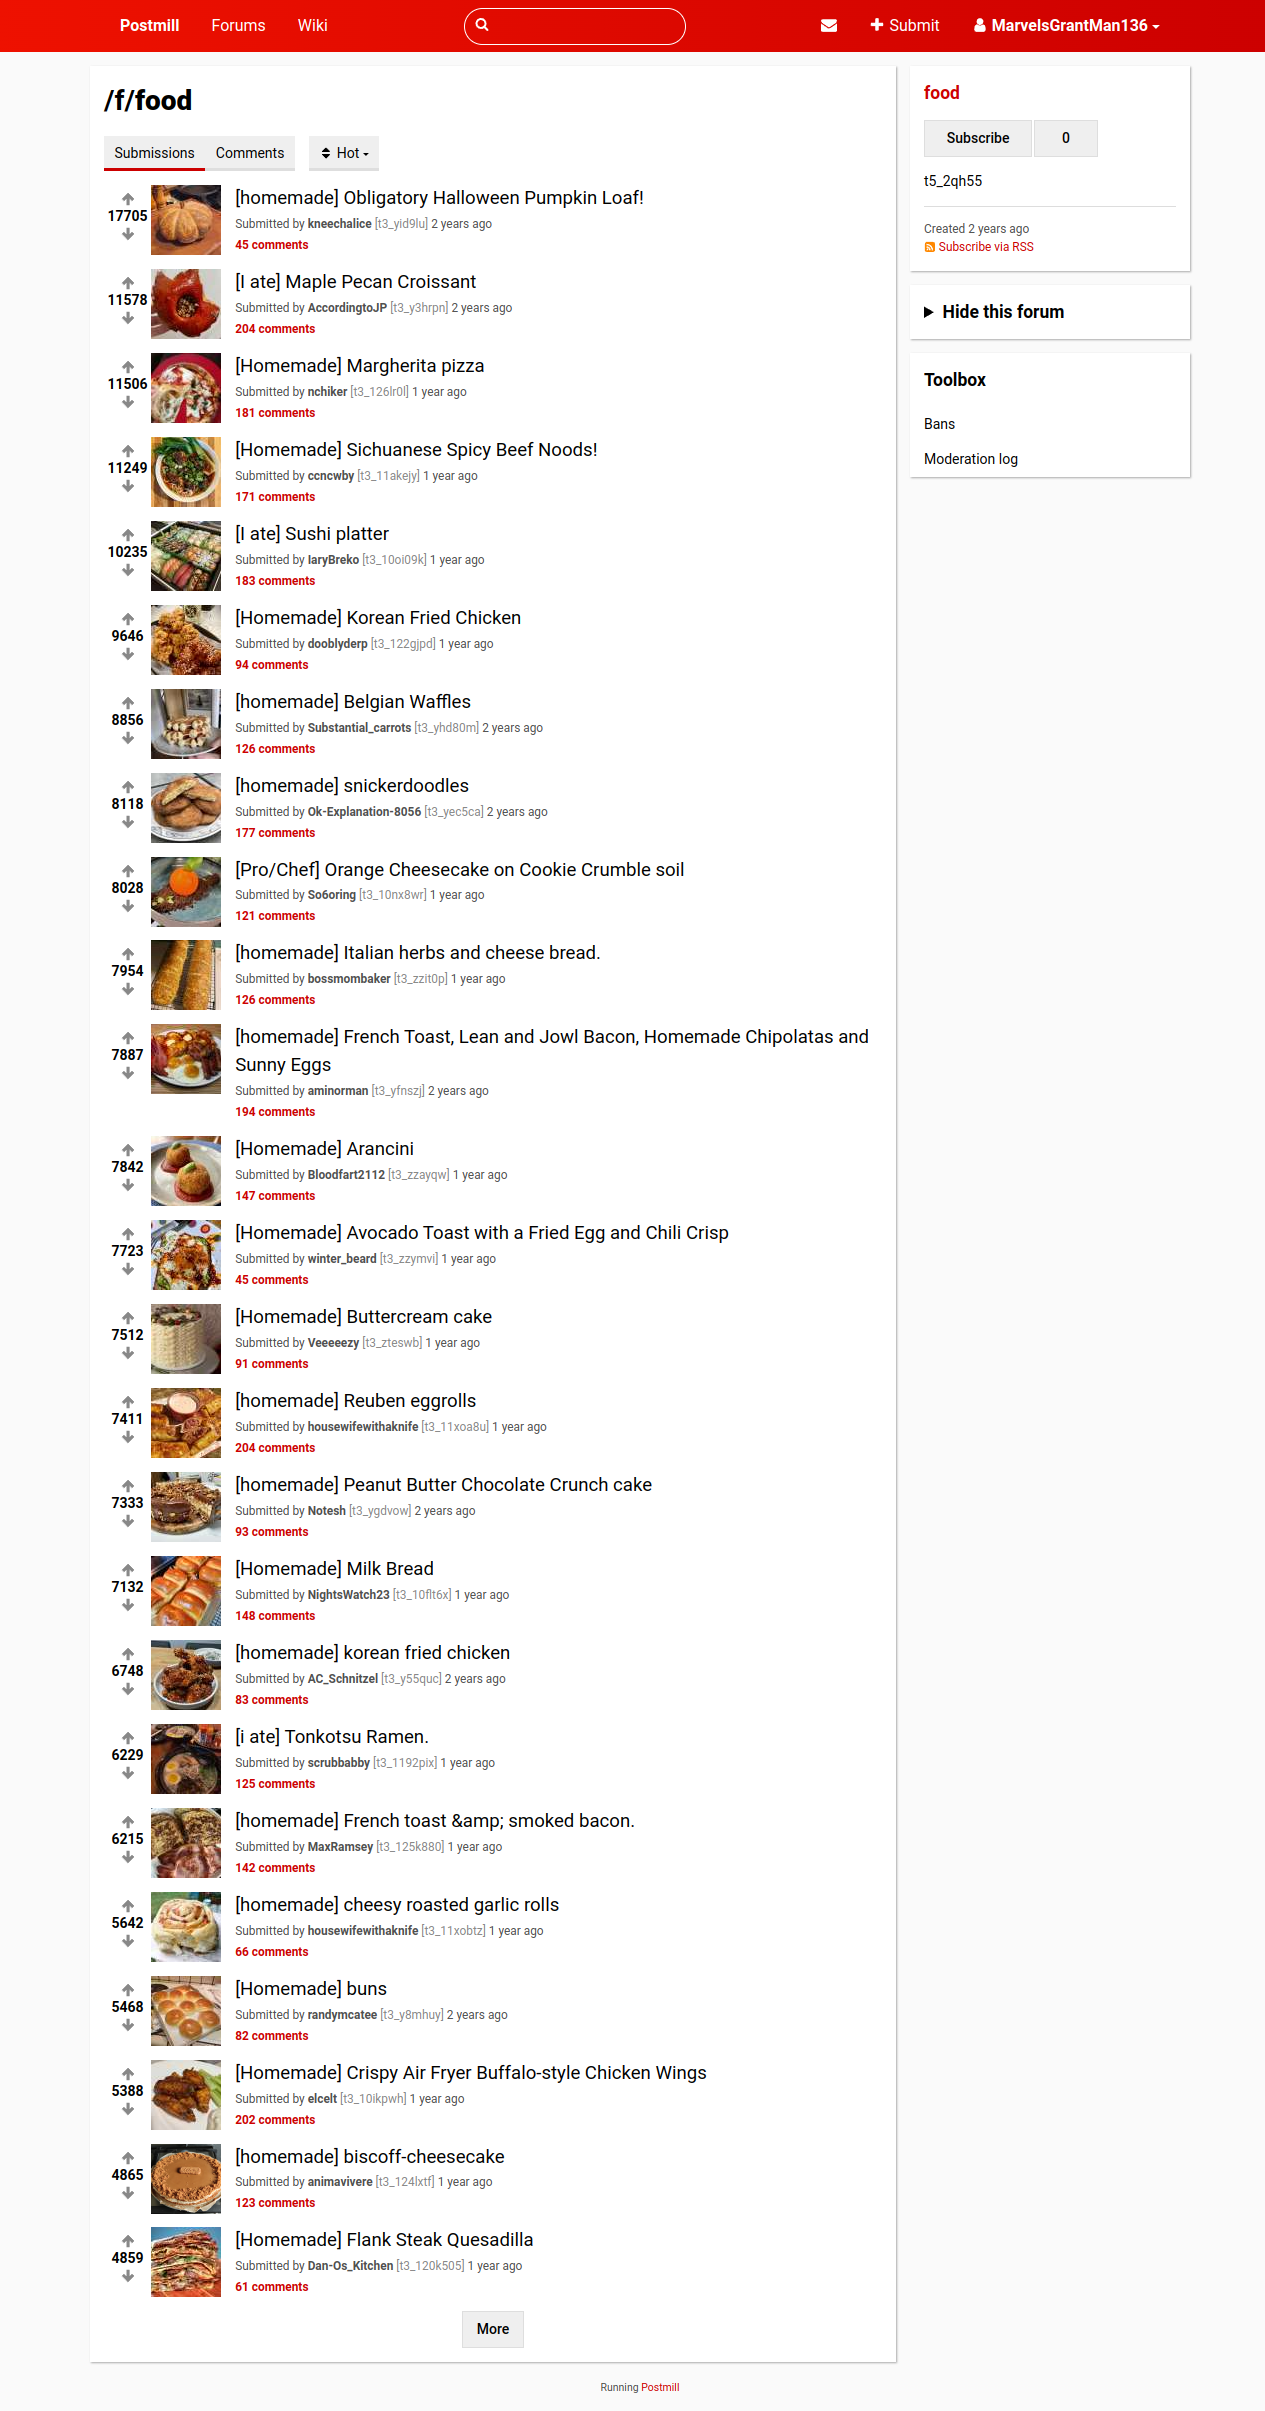 Postmill Forums Wiki Submit MarvelsGrantMan136
/f/food
Submissions Comments Hot
17705
[homemade] Obligatory Halloween Pumpkin Loaf!
Submitted by kneechalice [t3_yid9lu] 2 years ago
45 comments
11578
[I ate] Maple Pecan Croissant
Submitted by AccordingtoJP [t3_y3hrpn] 2 years ago
204 comments
11506
[Homemade] Margherita pizza
Submitted by nchiker [t3_126lr0l] 1 year ago
181 comments
11249
[Homemade] Sichuanese Spicy Beef Noods!
Submitted by ccncwby [t3_11akejy] 1 year ago
171 comments
10235
[I ate] Sushi platter
Submitted by IaryBreko [t3_10oi09k] 1 year ago
183 comments
9646
[Homemade] Korean Fried Chicken
Submitted by dooblyderp [t3_122gjpd] 1 year ago
94 comments
8856
[homemade] Belgian Waffles
Submitted by Substantial_carrots [t3_yhd80m] 2 years ago
126 comments
8118
[homemade] snickerdoodles
Submitted by Ok-Explanation-8056 [t3_yec5ca] 2 years ago
177 comments
8028
[Pro/Chef] Orange Cheesecake on Cookie Crumble soil
Submitted by So6oring [t3_10nx8wr] 1 year ago
121 comments
7954
[homemade] Italian herbs and cheese bread.
Submitted by bossmombaker [t3_zzit0p] 1 year ago
126 comments
7887
[homemade] French Toast, Lean and Jowl Bacon, Homemade Chipolatas and
Sunny Eggs
Submitted by aminorman [t3_yfnszj] 2 years ago
194 comments
7842
[Homemade] Arancini
Submitted by Bloodfart2112 [t3_zzayqw] 1 year ago
147 comments
7723
[Homemade] Avocado Toast with a Fried Egg and Chili Crisp
Submitted by winter_beard [t3_zzymvi] 1 year ago
45 comments
7512
[Homemade] Buttercream cake
Submitted by Veeeeezy [t3_zteswb] 1 year ago
91 comments
7411
[homemade] Reuben eggrolls
Submitted by housewifewithaknife [t3_11xoa8u] 1 year ago
204 comments
7333
[homemade] Peanut Butter Chocolate Crunch cake
Submitted by Notesh [t3_ygdvow] 2 years ago
93 comments
7132
[Homemade] Milk Bread
Submitted by NightsWatch23 [t3_10flt6x] 1 year ago
148 comments
6748
[homemade] korean fried chicken
Submitted by AC_Schnitzel [t3_y55quc] 2 years ago
83 comments
6229
[i ate] Tonkotsu Ramen.
Submitted by scrubbabby [t3_1192pix] 1 year ago
125 comments
6215
[homemade] French toast &amp; smoked bacon.
Submitted by MaxRamsey [t3_125k880] 1 year ago
142 comments
5642
[homemade] cheesy roasted garlic rolls
Submitted by housewifewithaknife [t3_11xobtz] 1 year ago
66 comments
5468
[Homemade] buns
Submitted by randymcatee [t3_y8mhuy] 2 years ago
82 comments
5388
[Homemade] Crispy Air Fryer Buffalo-style Chicken Wings
Submitted by elcelt [t3_10ikpwh] 1 year ago
202 comments
4865
[homemade] biscoff-cheesecake
Submitted by animavivere [t3_124lxtf] 1 year ago
123 comments
4859
[Homemade] Flank Steak Quesadilla
Submitted by Dan-Os_Kitchen [t3_120k505] 1 year ago
61 comments
More
food
Subscribe 0
t5_2qh55
Created 2 years ago
Subscribe via RSS
Hide this forum
Toolbox
Bans
Moderation log
Running Postmill